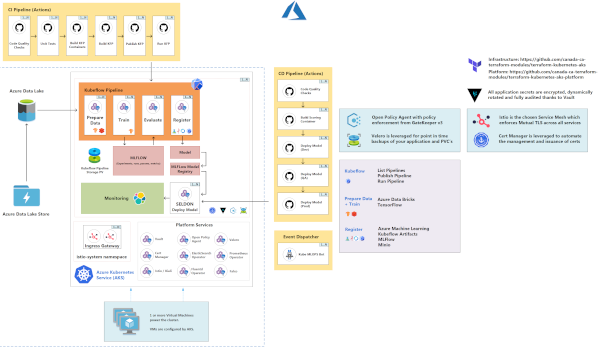 CI Pipeline (Actions)
Code Quality
Checks
Unit Tests
Build KFP
Containers
Build KFP
Publish KFP
Run KFP
Azure Data Lake
Azure Data Lake Store
Kubeflow Pipeline
Prepare
Data
Train
Evaluate
Register
Kubeflow Pipeline
Storage PV
MLFLOW
Model
MLFlow Model
Registry
Monitoring
SELDON
Deploy Model
Ingress Gateway
istio-system namespace
Azure Kubernetes
Service (AKS)
Platform Services
Vault
Open Policy
Agent
Velero
Cert
Manager
Operator
Prometheus
Operator
Operator
1 or more Virtual Machines
power the cluster.
VMs are configured by AKS.
CD Pipeline (Actions)
Code Quality
Checks
Build Scoring
Container
Deploy Model
(Dev)
Deploy Model
(QA)
Deploy Model
(Prod)
Event Dispatcher
Kube MLOPS Bot
Open Policy Agent with policy
enforcement from GateKeeper v3
Velero is leveraged for point in time
backups of your application and PVC's
Kubeflow
List Pipelines
Publish Pipeline
Run Pipeline
Prepare Data
+ Train
Azure Data Bricks
TensorFlow
Register
Azure Machine Learning
Kubeflow Artifacts
MLFlow
Minio
Infrastructure: https://github.com/canada-ca-
terraform-modules/terraform-kubernetes-aks
Platform: https://github.com/canada-ca-terraform-
modules/terraform-kubernetes-aks-platform
All application secrets are encrypted, dynamically
rotated and fully audited thanks to Vault
Istio is the chosen Service Mesh which
enforces Mutual TLS across all services
Cert Manager is leveraged to automate
the management and issuance of certs